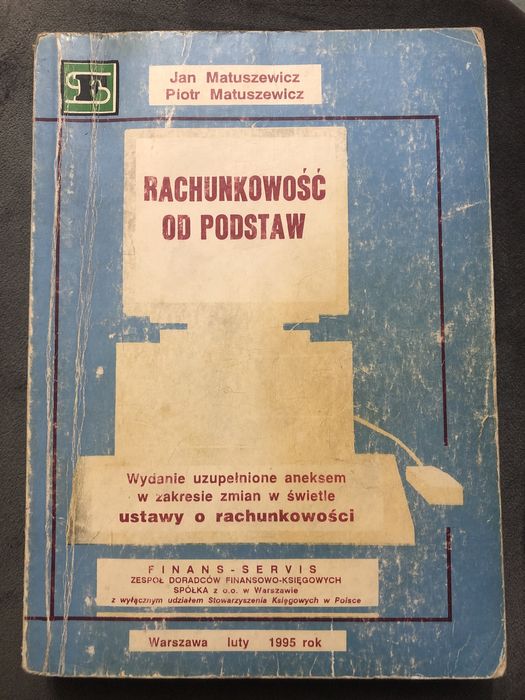 Jan Matuszewicz
Piotr Matuszewicz
RACHUNKOWOŚĆ
OD PODSTAW
Wydanie uzupełnione aneksem
w zakresie zmian w świetle
ustawy o rachunkowości
FINANS-SERVIS
ZESPÓŁ DORADCÓW FINANSOWO-KSIĘGOWYCH
SPÓŁKA z o.o. w Warszawie
z wyłącznym udziałem Stowarzyszenia Księgowych w Polsce
Warszawa luty 1995 rok